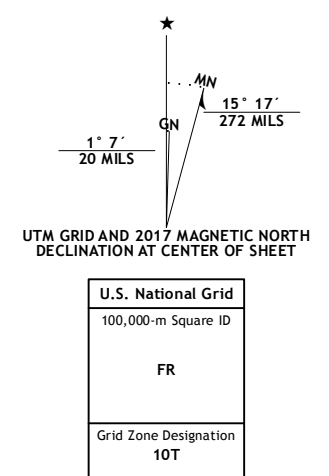 ★
MN
15° 17´
272 MILS
GN
1° 7´
20 MILS
UTM GRID AND 2017 MAGNETIC NORTH
DECLINATION AT CENTER OF SHEET
U.S. National Grid
100,000-m Square ID
FR
Grid Zone Designation
10T